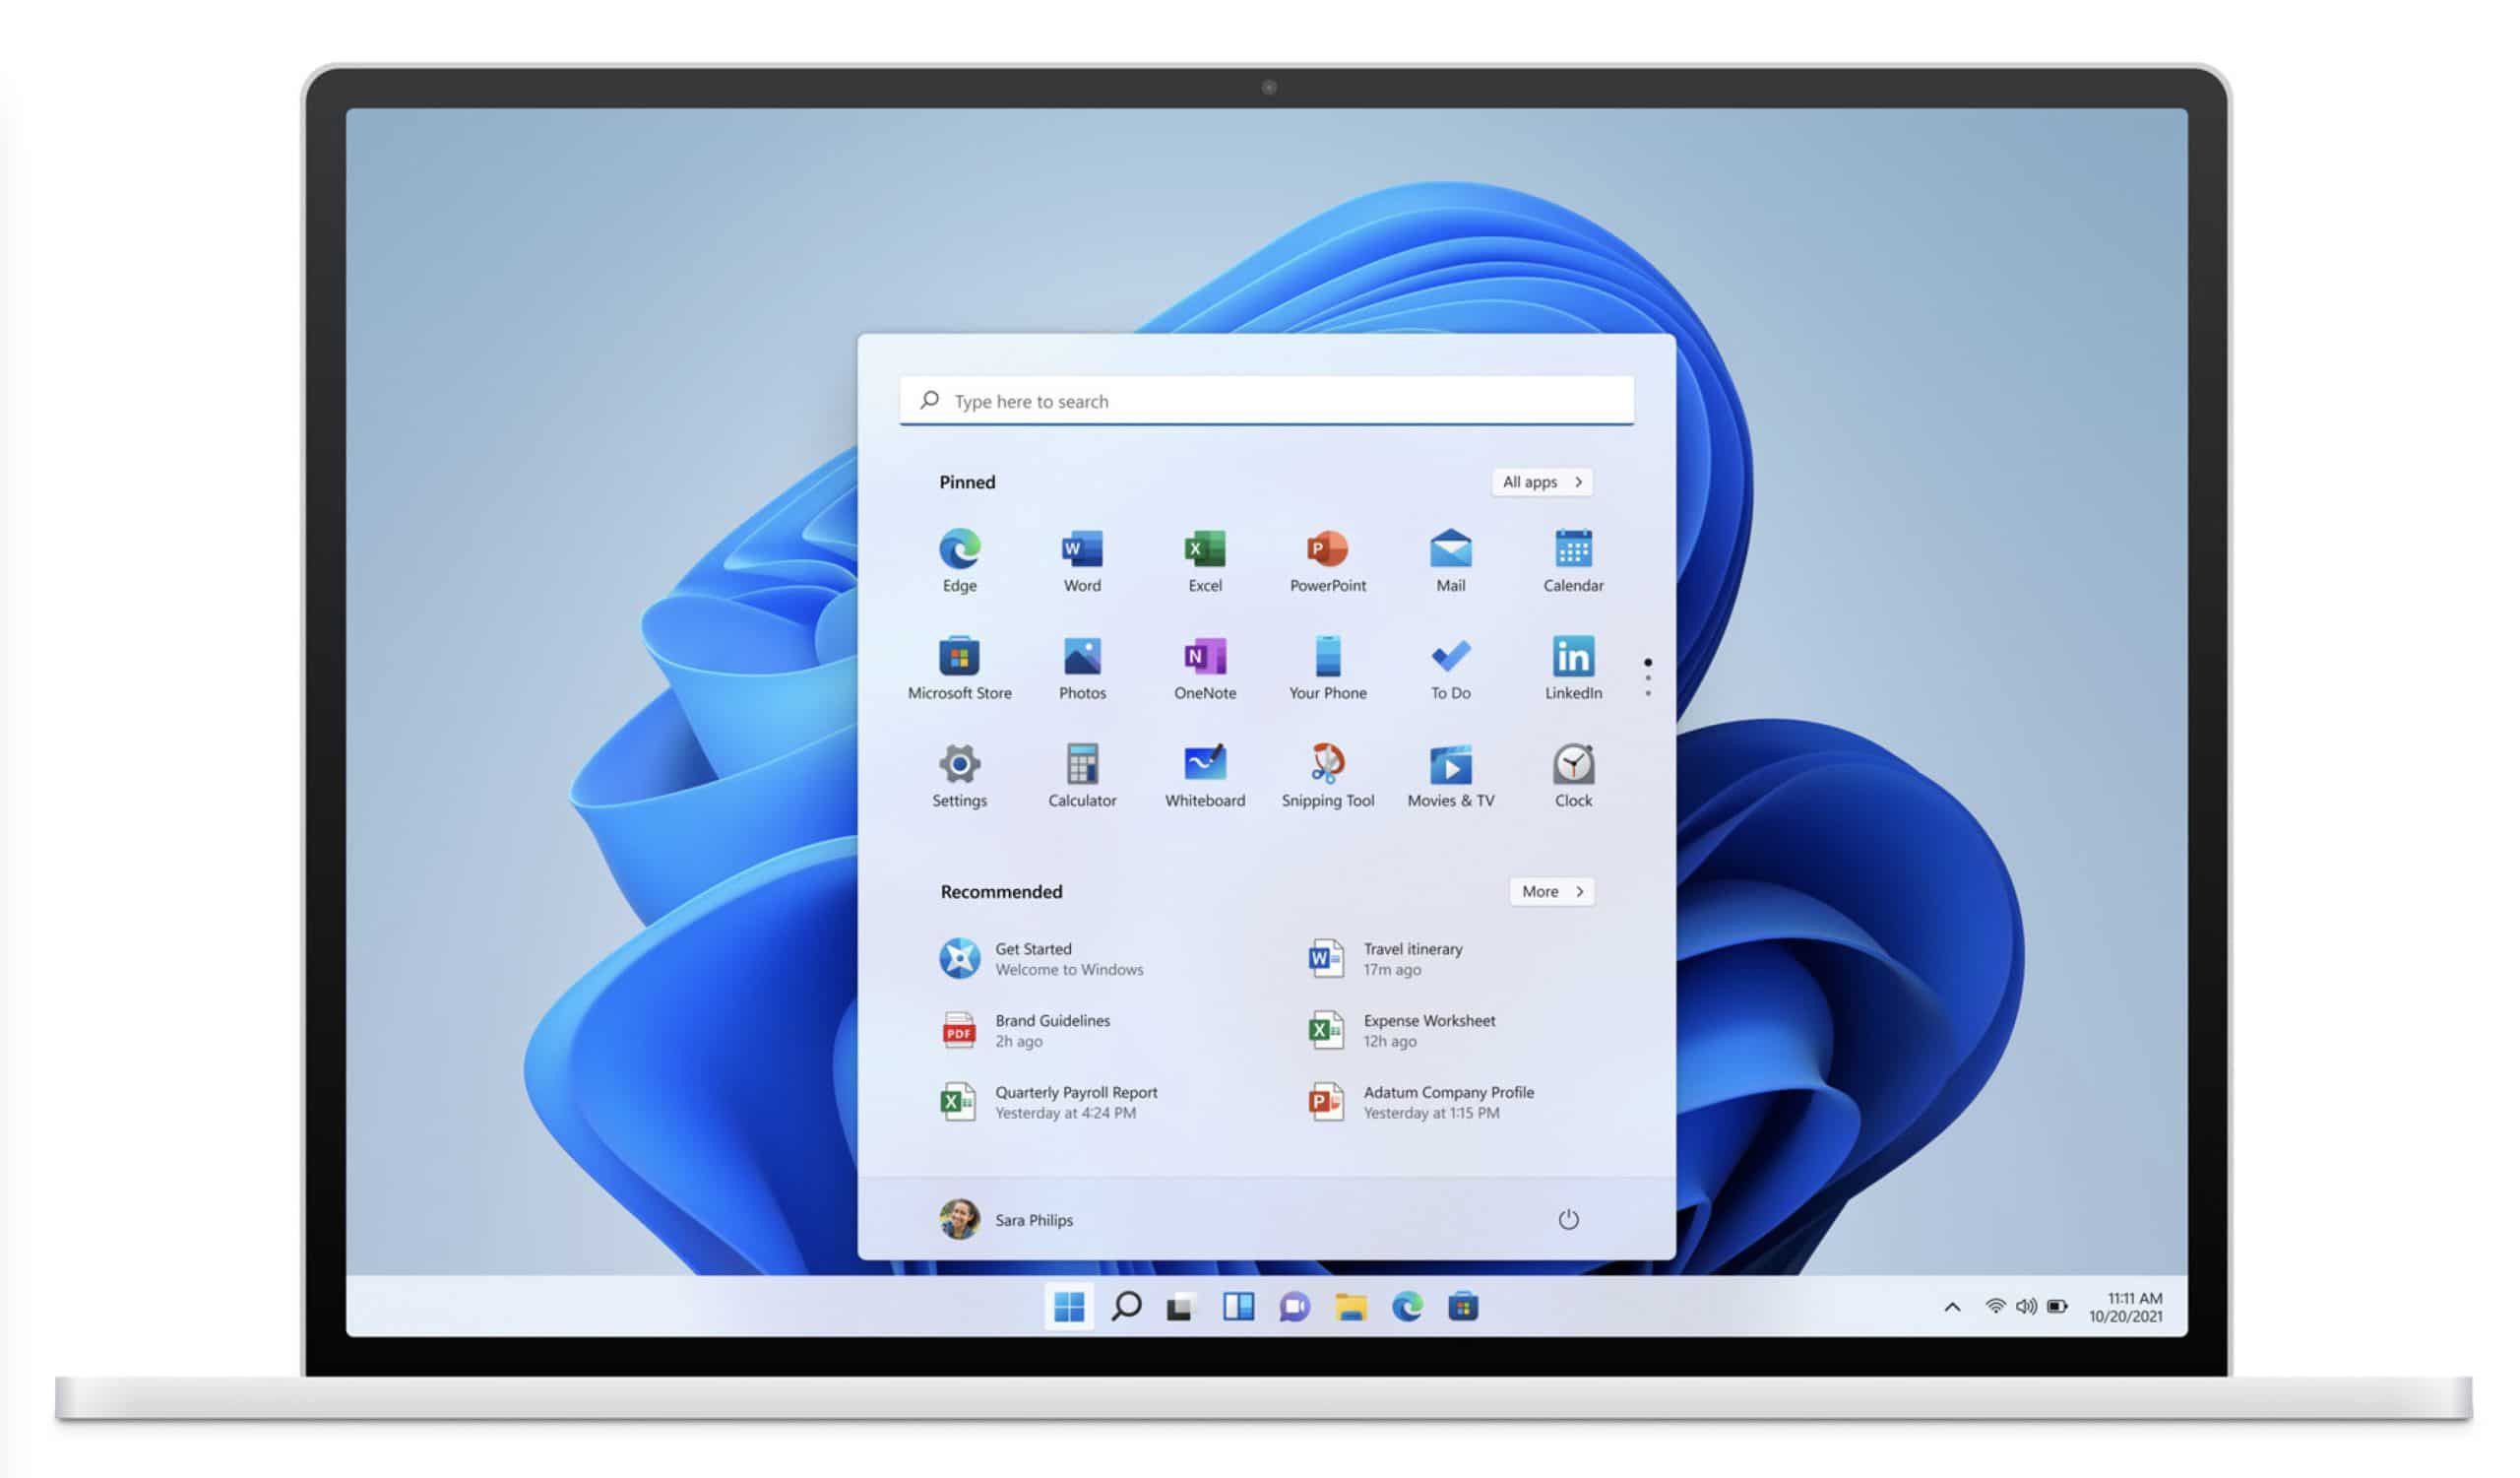 Type here to search
Pinned
All apps
Edge
Word
Excel
PowerPoint
Mail
Calendar
Microsoft Store
Photos
OneNote
Your Phone
To Do
LinkedIn
Settings
Calculator
Whiteboard
Snipping Tool
Movies & TV
Clock
Recommended
More
Get Started
Welcome to Windows
Travel itinerary
17m ago
Brand Guidelines
2h ago
Expense Worksheet
12h ago
Quarterly Payroll Report
Yesterday at 4:24 PM
Adatum Company Profile
Yesterday at 1:15 PM
Sara Philips
11:11 AM
10/20/2021